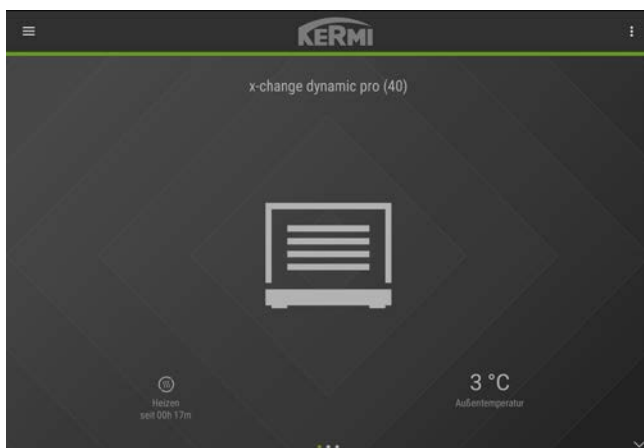 KERMI
x-change dynamic pro (40)
Heizen
seit 00h 17m
3 °C
Außentemperatur